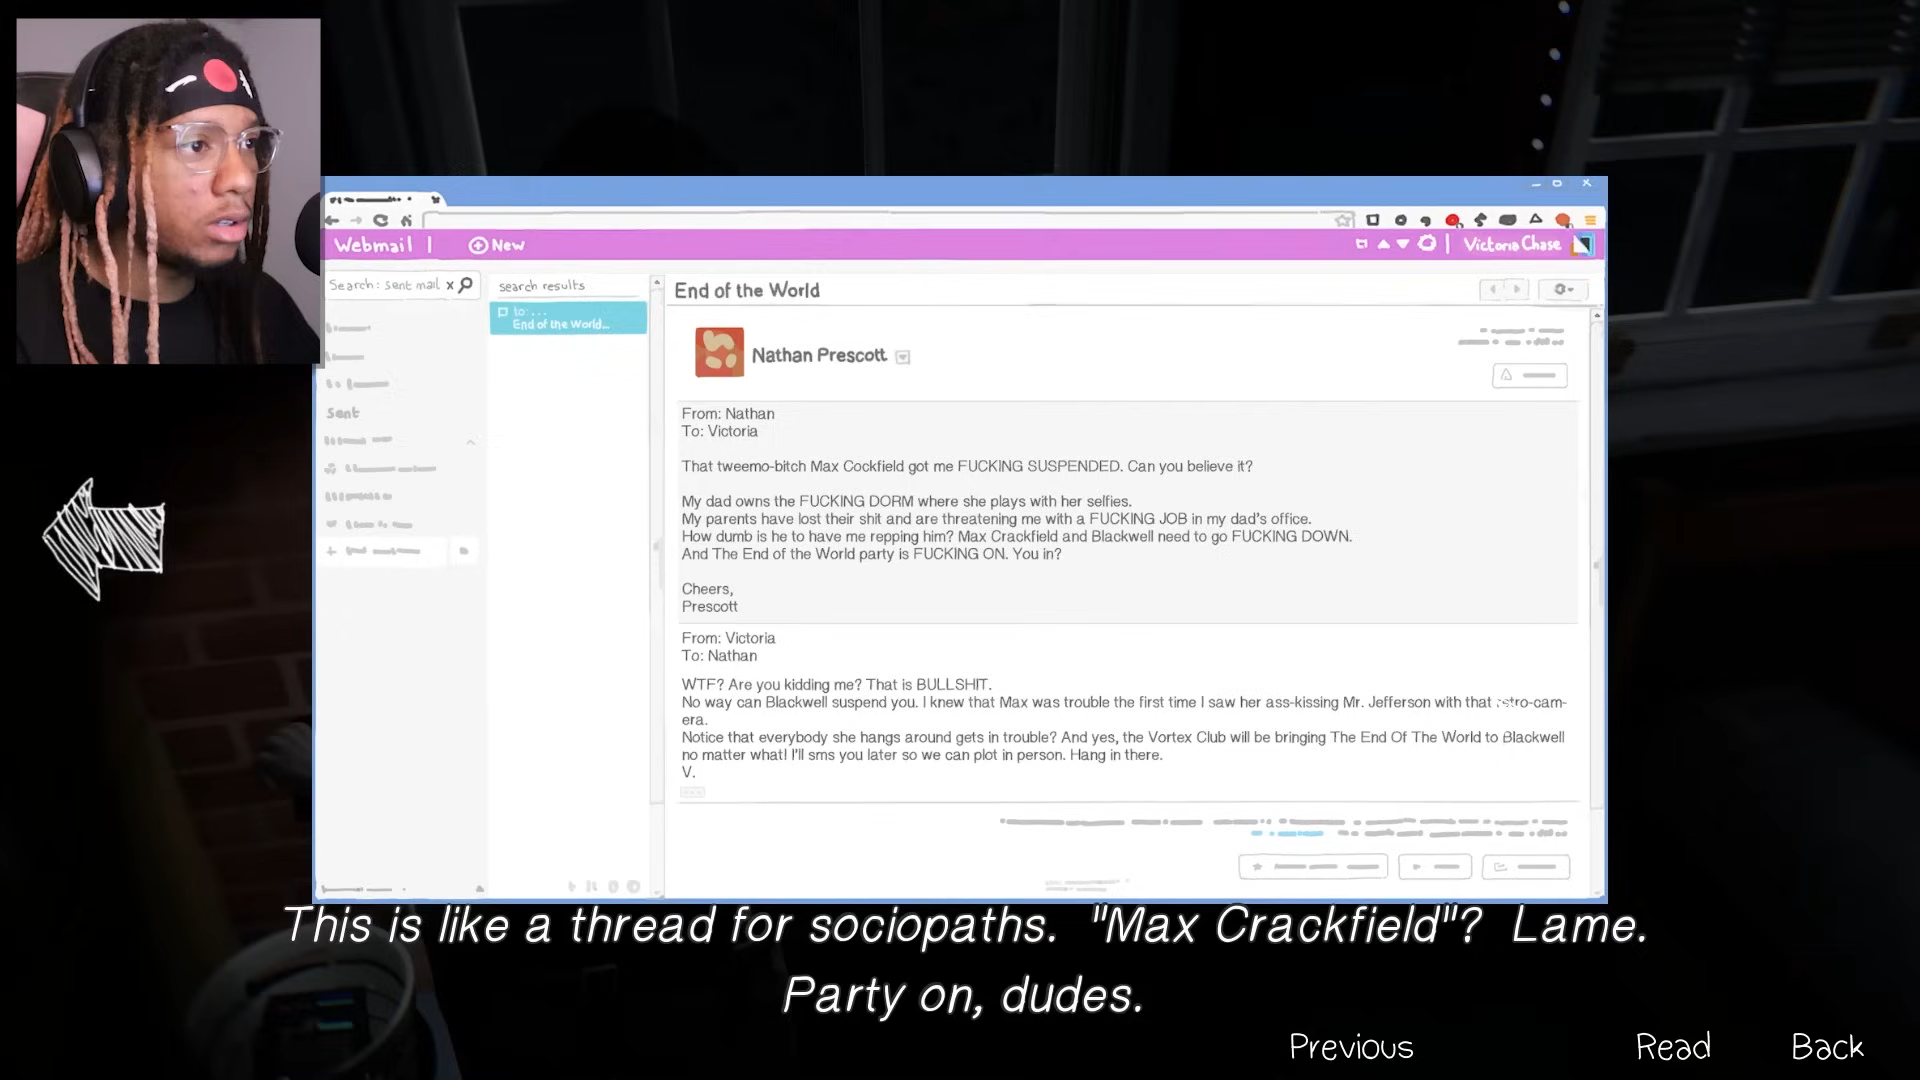 Webmail |
New
Victoria Chase
Search: sent mail x
search results
End of the World
to: ...
End of the World...
Nathan Prescott
Sent
From: Nathan
To: Victoria
That tweemo-bitch Max Cockfield got me FUCKING SUSPENDED. Can you believe it?
My dad owns the FUCKING DORM where she plays with her selfies.
My parents have lost their shit and are threatening me with a FUCKING JOB in my dad's office.
How dumb is he to have me repping him? Max Crackfield and Blackwell need to go FUCKING DOWN.
And The End of the World party is FUCKING ON. You in?
Cheers,
Prescott
From: Victoria
To: Nathan
WTF? Are you kidding me? That is BULLSHIT.
No way can Blackwell suspend you. I knew that Max was trouble the first time I saw her ass-kissing Mr. Jefferson with that retro-cam-
era.
Notice that everybody she hangs around gets in trouble? And yes, the Vortex Club will be bringing The End Of The World to Blackwell
no matter what! I'll sms you later so we can plot in person. Hang in there.
V.
This is like a thread for sociopaths. "Max Crackfield"? Lame.
Party on, dudes.
Previous
Read
Back